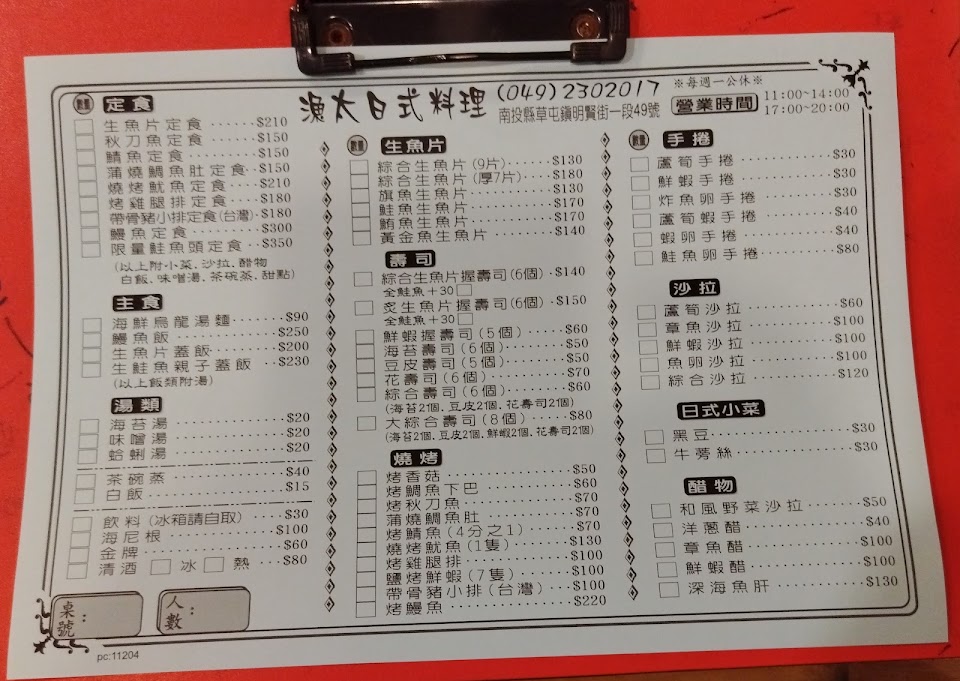 漁太日式料理 (049)2302017
南投縣草屯鎮明賢街一段49號
※每週一公休※
營業時間 11:00~14:00
17:00~20:00
數量 定食
生魚片定食 ······$210
秋刀魚定食 ······$150
鯖魚定食 ······$150
蒲燒鯛魚肚定食·$150
燒烤魷魚定食 ···$210
烤雞腿排定食 ···$180
帶骨豬小排定食(台灣)·$180
鰻魚定食 ······$300
限量鮭魚頭定食 ··$350
(以上附小菜.沙拉.醋物
白飯.味噌湯.茶碗蒸.甜點)
主食
海鮮烏龍湯麵 ······$90
鰻魚飯 ······$250
生魚片蓋飯 ······$200
生鮭魚親子蓋飯 ···$230
(以上飯類附湯)
湯類
海苔湯 ······$20
味噌湯 ······$20
蛤蜊湯 ······$20
茶碗蒸 ······$40
白飯 ······$15
飲料(冰箱請自取) ···$30
海尼根 ······$100
金牌 ······$60
清酒 □ 冰 □ 熱 ···$80
桌號:
人數:
pc:11204
數量 生魚片
綜合生魚片(9片) ······$130
綜合生魚片(厚7片) ······$180
旗魚生魚片 ······$130
鮭魚生魚片 ······$170
鮪魚生魚片 ······$170
黃金魚生魚片 ······$140
壽司
綜合生魚片握壽司(6個) ·$140
全鮭魚+30□
炙生魚片握壽司(6個) ·$150
全鮭魚+30□
鮮蝦握壽司(5個) ····$60
海苔壽司(6個) ······$50
豆皮壽司(5個) ······$50
花壽司(6個) ······$70
綜合壽司(6個) ······$60
(海苔2個.豆皮2個.花壽司2個)
大綜合壽司(8個) ······$80
(海苔2個.豆皮2個.鮮蝦2個.花壽司2個)
燒烤
烤香菇 ······$50
烤鯛魚下巴 ······$60
烤秋刀魚 ······$70
蒲燒鯛魚肚 ······$70
烤鯖魚(4分之1) ······$70
燒烤魷魚(1隻) ······$130
烤雞腿排 ······$100
鹽烤鮮蝦(7隻) ······$100
帶骨豬小排(台灣) ···$100
烤鰻魚 ······$220
數量 手捲
蘆筍手捲 ······$30
鮮蝦手捲 ······$30
炸魚卵手捲 ······$30
蘆筍蝦手捲 ······$40
蝦卵手捲 ······$40
鮭魚卵手捲 ······$80
沙拉
蘆筍沙拉 ······$60
章魚沙拉 ······$100
鮮蝦沙拉 ······$100
魚卵沙拉 ······$100
綜合沙拉 ······$120
日式小菜
黑豆 ······$30
牛蒡絲 ······$30
醋物
和風野菜沙拉 ······$50
洋蔥醋 ······$40
章魚醋 ······$100
鮮蝦醋 ······$100
深海魚肝 ······$130